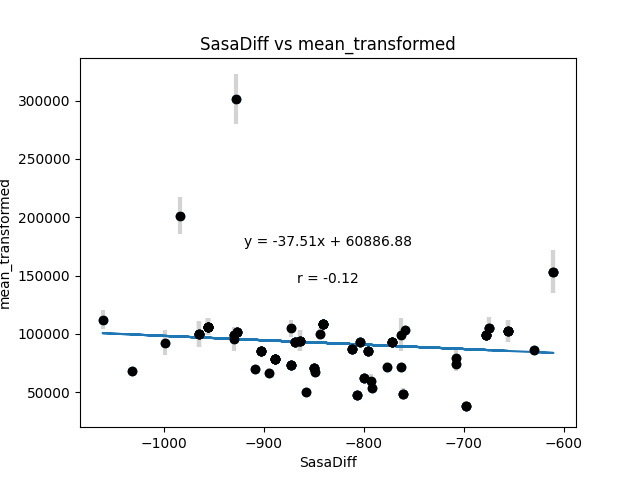 SasaDiff vs mean_transformed
300000
250000
200000
150000
100000
50000
mean_transformed
y = -37.51x + 60886.88
r = -0.12
−1000
−900
−800
−700
−600
SasaDiff